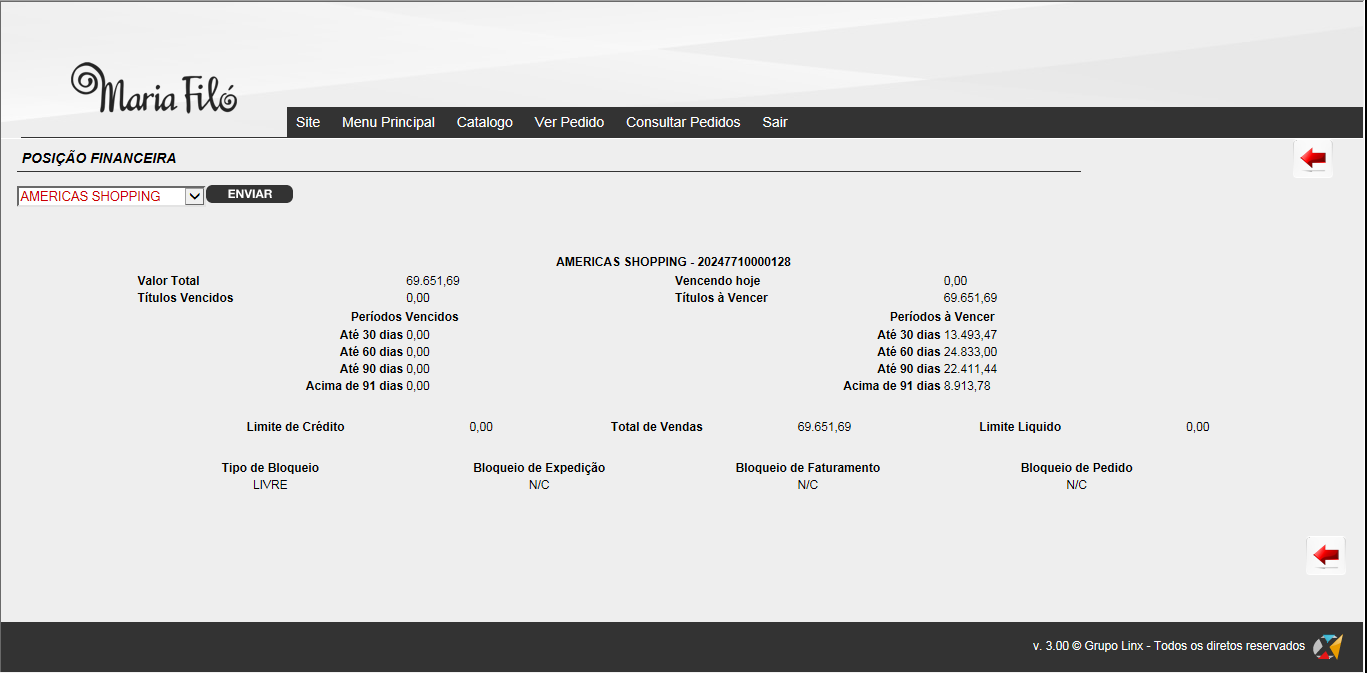 Maria Filó
Site Menu Principal Catalogo Ver Pedido Consultar Pedidos Sair
POSIÇÃO FINANCEIRA
AMERICAS SHOPPING ENVIAR
AMERICAS SHOPPING - 20247710000128
Valor Total 69.651,69 Vencendo hoje 0,00
Títulos Vencidos 0,00 Títulos à Vencer 69.651,69
Períodos Vencidos Períodos à Vencer
Até 30 dias 0,00 Até 30 dias 13.493,47
Até 60 dias 0,00 Até 60 dias 24.833,00
Até 90 dias 0,00 Até 90 dias 22.411,44
Acima de 91 dias 0,00 Acima de 91 dias 8.913,78
Limite de Crédito 0,00 Total de Vendas 69.651,69 Limite Liquido 0,00
Tipo de Bloqueio Bloqueio de Expedição Bloqueio de Faturamento Bloqueio de Pedido
LIVRE N/C N/C N/C
v. 3.00 © Grupo Linx - Todos os diretos reservados